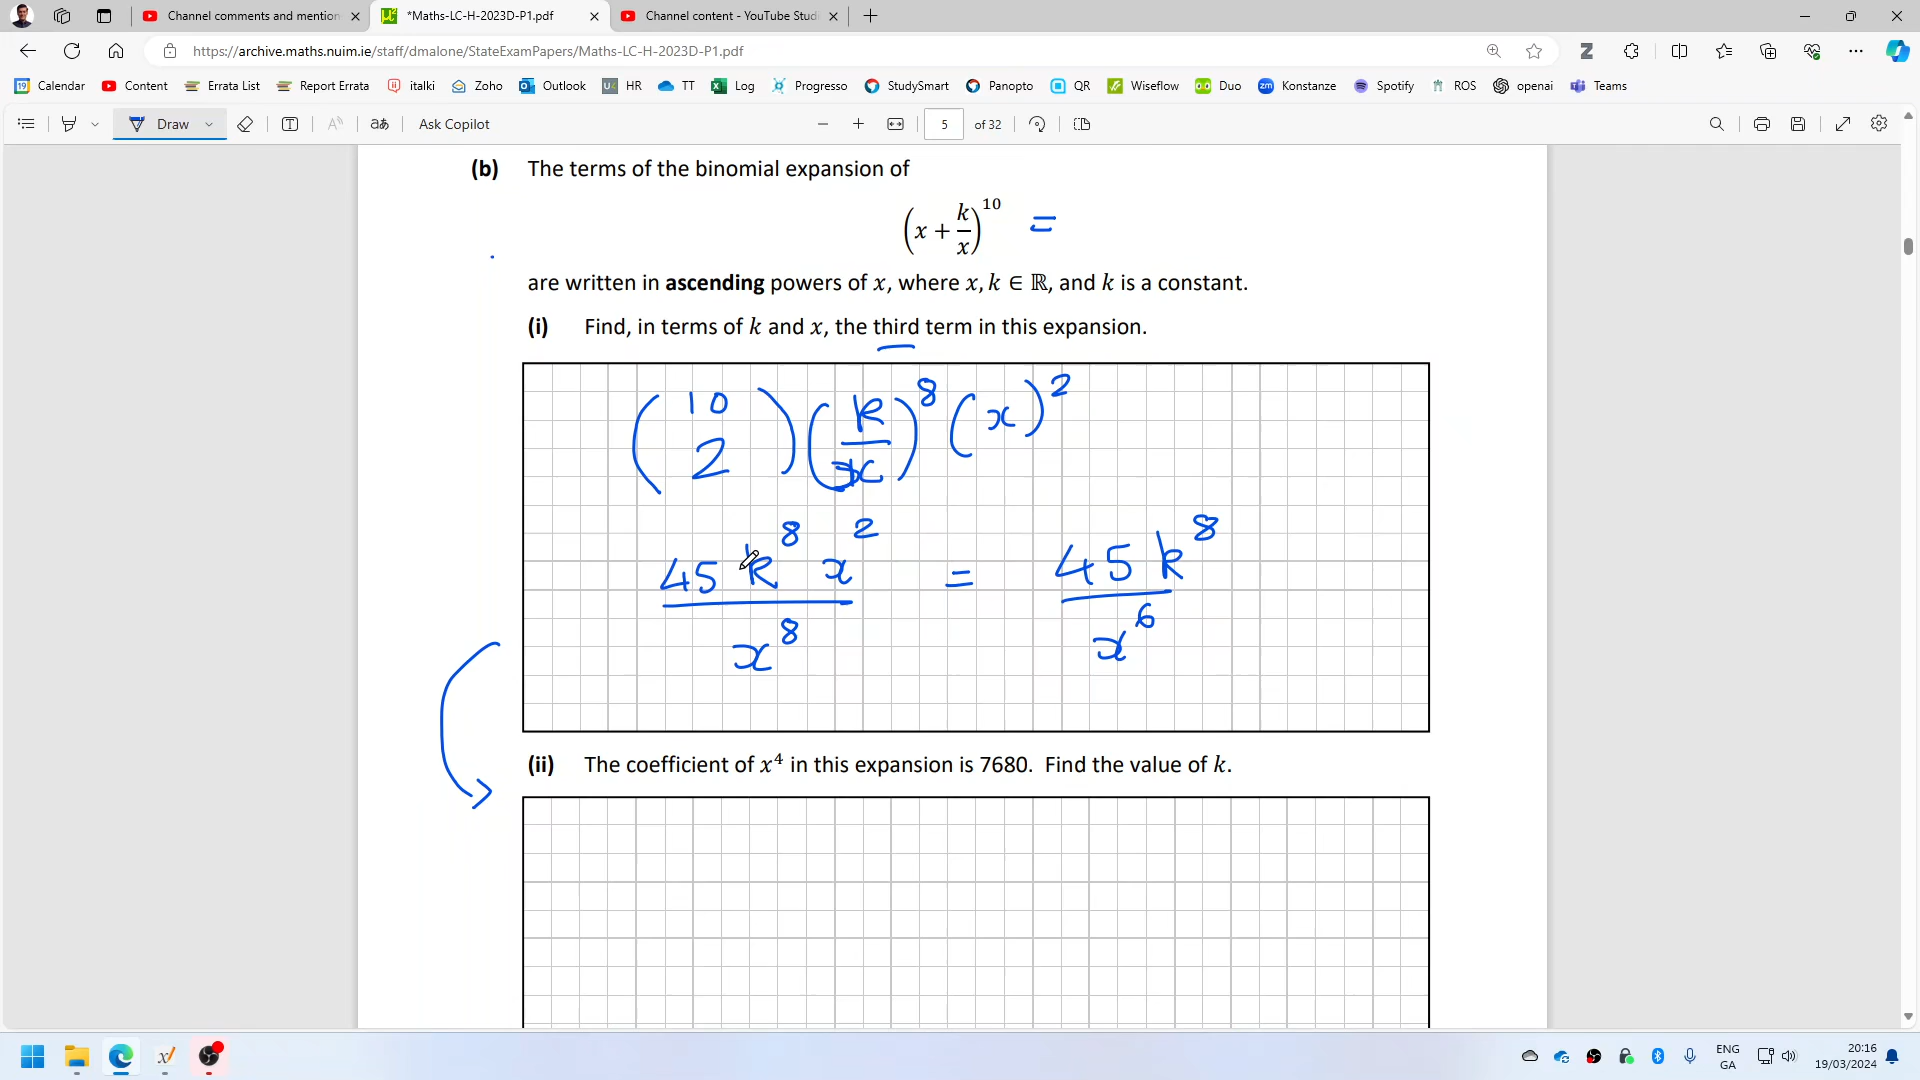 Channel comments and mention
*Maths-LC-H-2023D-P1.pdf
Channel content - YouTube Studi
https://archive.maths.nuim.ie/staff/dmalone/StateExamPapers/Maths-LC-H-2023D-P1.pdf
Calendar Content Errata List Report Errata italki Zoho Outlook HR TT Log Progresso StudySmart Panopto QR Wiseflow Duo Konstanze Spotify ROS openai Teams
Draw Ask Copilot 5 of 32
(b) The terms of the binomial expansion of
(x + k/x)^10 =
are written in ascending powers of x, where x, k ∈ ℝ, and k is a constant.
(i) Find, in terms of k and x, the third term in this expansion.
(10 2) (k/x)^8 (x)^2
45 k^8 x^2 / x^8 = 45 k^8 / x^6
(ii) The coefficient of x^4 in this expansion is 7680. Find the value of k.
ENG
GA
20:16
19/03/2024